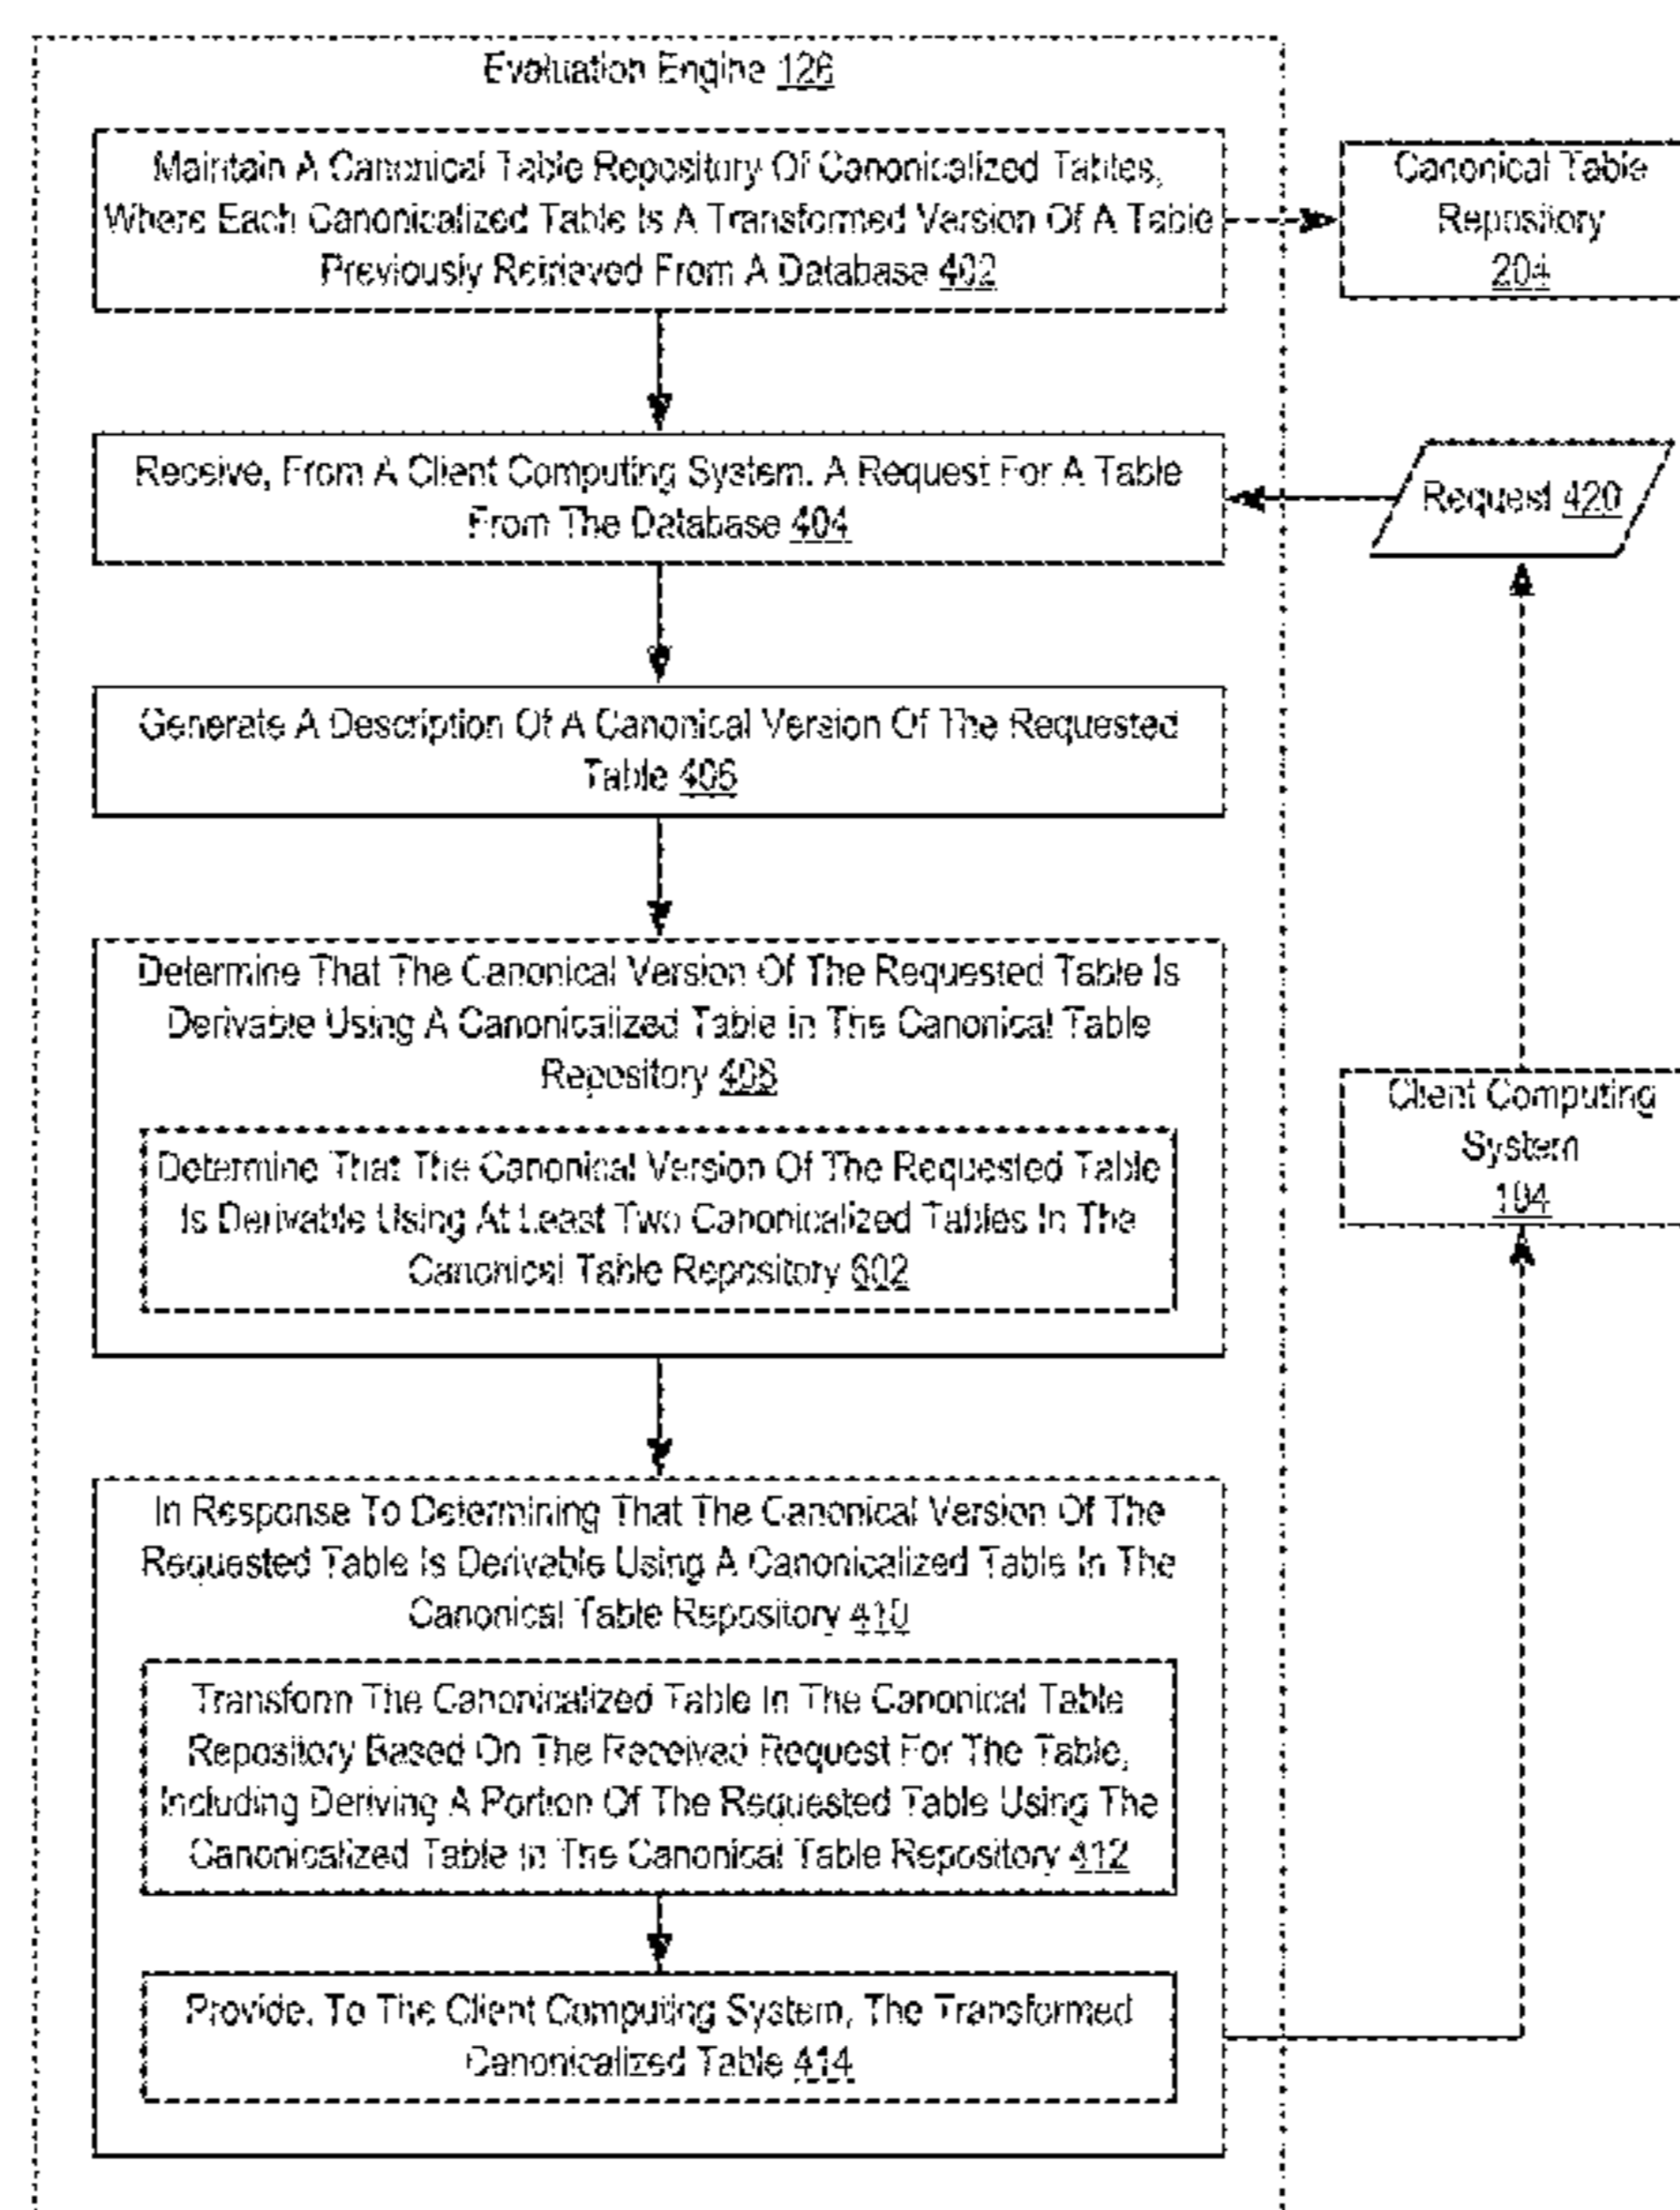 Evaluation Engine 126
Maintain A Canonical Table Repository Of Canonicalized Tables,
Where Each Canonicalized Table Is A Transformed Version Of A Table
Previously Retrieved From A Database 402
Canonical Table
Repository
204
Receive, From A Client Computing System, A Request For A Table
From The Database 404
Request 420
Generate A Description Of A Canonical Version Of The Requested
Table 406
Determine That The Canonical Version Of The Requested Table Is
Derivable Using A Canonicalized Table In The Canonical Table
Repository 408
Determine That The Canonical Version Of The Requested Table
Is Derivable Using At Least Two Canonicalized Tables In The
Canonical Table Repository 602
Client Computing
System
104
In Response To Determining That The Canonical Version Of The
Requested Table Is Derivable Using A Canonicalized Table In The
Canonical Table Repository 410
Transform The Canonicalized Table In The Canonical Table
Repository Based On The Received Request For The Table,
Including Deriving A Portion Of The Requested Table Using The
Canonicalized Table In The Canonical Table Repository 412
Provide, To The Client Computing System, The Transformed
Canonicalized Table 414